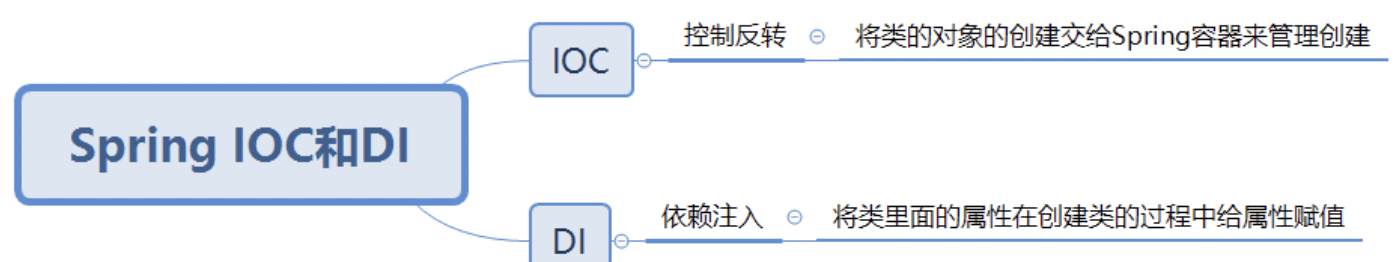 Spring IOC和DI
IOC
控制反转
将类的对象的创建交给Spring容器来管理创建
DI
依赖注入
将类里面的属性在创建类的过程中给属性赋值